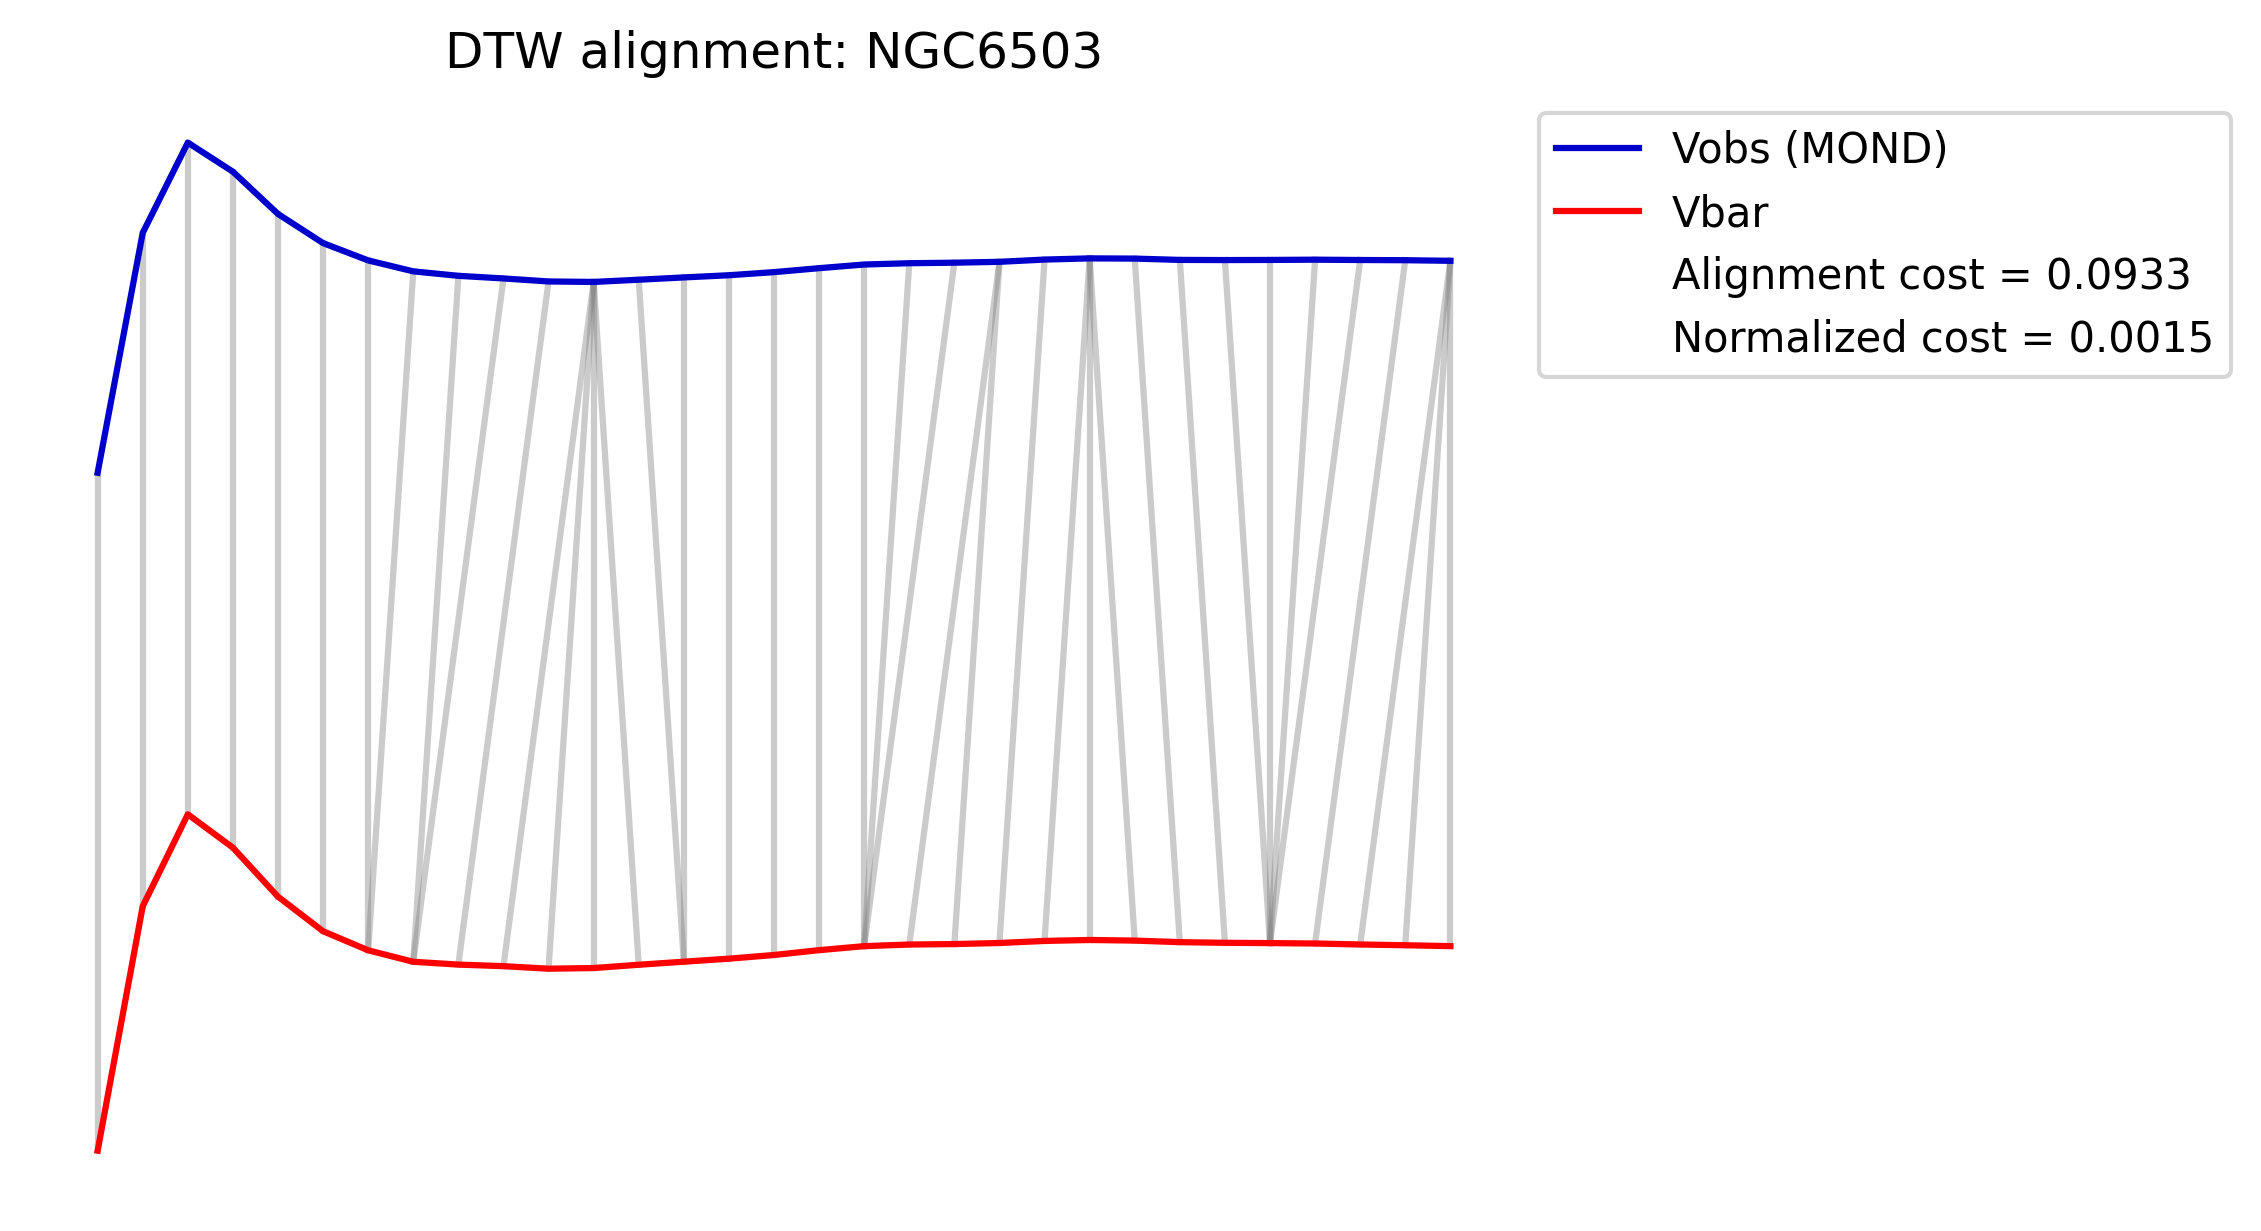 DTW alignment: NGC6503
Vobs (MOND)
Vbar
Alignment cost = 0.0933
Normalized cost = 0.0015